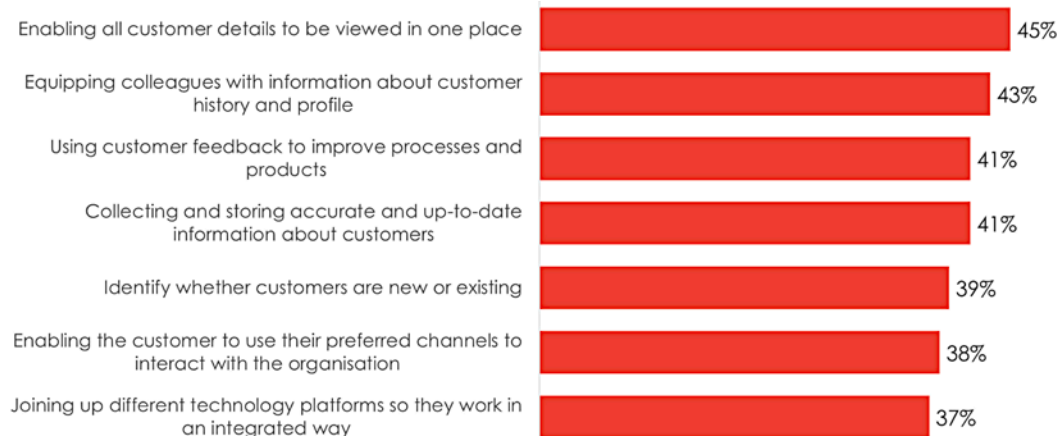 Enabling all customer details to be viewed in one place
45%
Equipping colleagues with information about customer
history and profile
43%
Using customer feedback to improve processes and
products
41%
Collecting and storing accurate and up-to-date
information about customers
41%
Identify whether customers are new or existing
39%
Enabling the customer to use their preferred channels to
interact with the organisation
38%
Joining up different technology platforms so they work in
an integrated way
37%